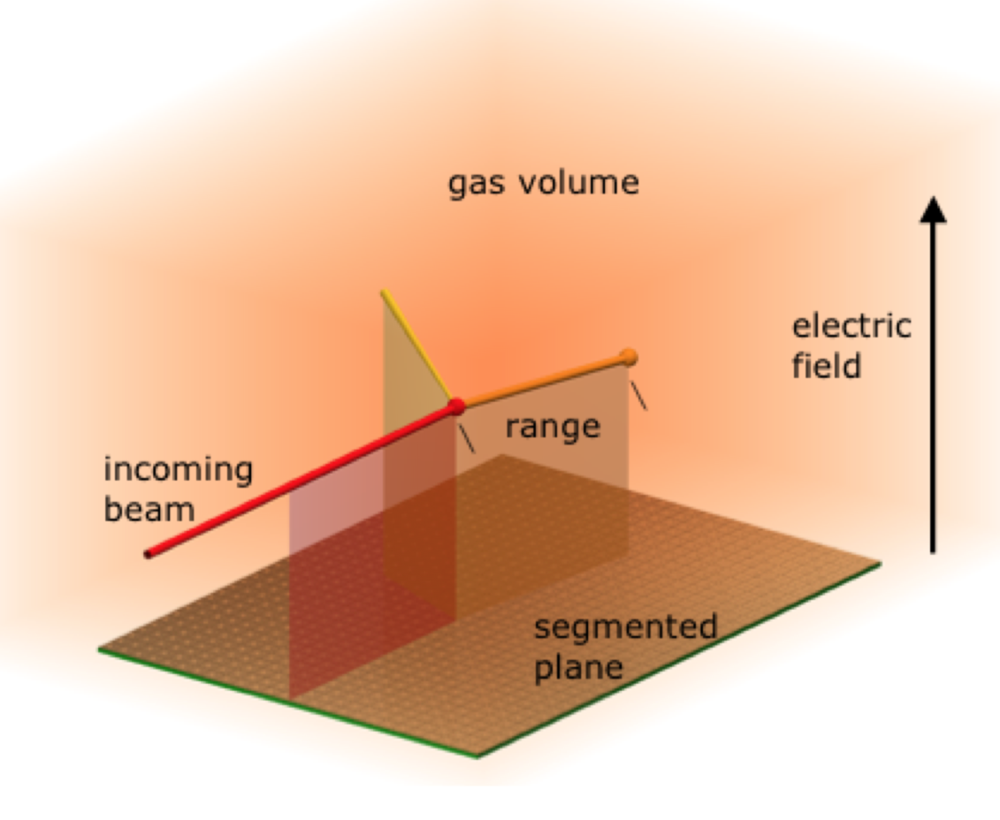 gas volume
electric
field
range
incoming
beam
segmented
plane